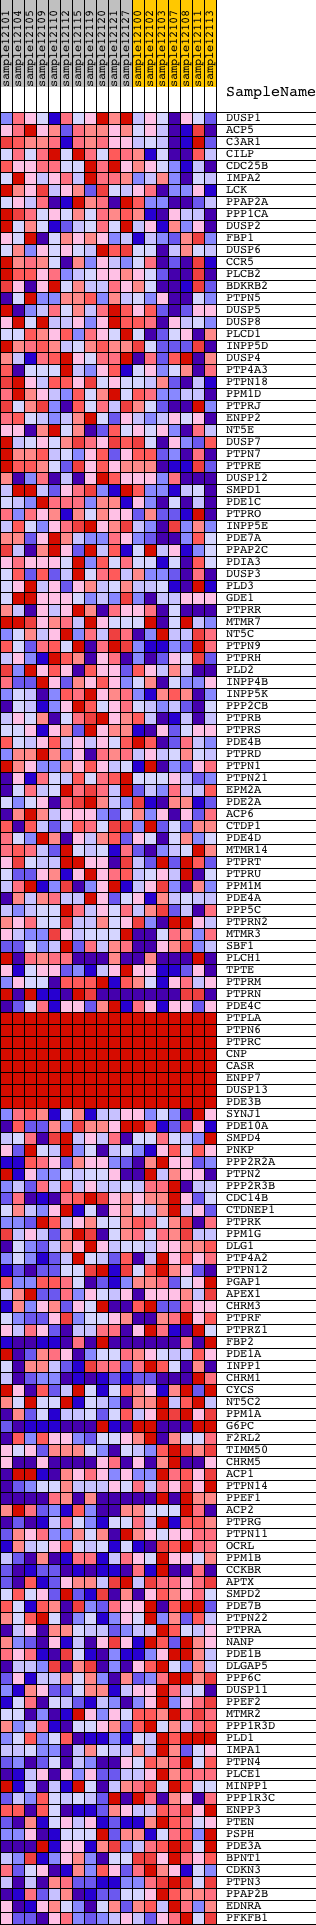 sample12101
sample12104
sample12105
sample12109
sample12110
sample12112
sample12115
sample12120
sample12100
sample12102
sample12103
sample12107
sample12108
sample12111
SampleName
DUSP1
ACP5
C3AR1
CILP
CDC25B
IMPA2
LCK
PPAP2A
PPP1CA
DUSP2
FBP1
DUSP6
CCR5
PLCB2
BDKRB2
PTPN5
DUSP5
DUSP8
PLCD1
INPP5D
DUSP4
PTP4A3
PTPN18
PPM1D
PTPRJ
ENPP2
NT5E
DUSP7
PTPN7
PTPRE
DUSP12
SMPD1
PDE1C
PTPRO
INPP5E
PDE7A
PPAP2C
PDIA3
DUSP3
PLD3
GDE1
PTPRR
MTMR7
NT5C
PTPN9
PTPRH
PLD2
INPP4B
INPP5K
PPP2CB
PTPRB
PTPRS
PDE4B
PTPRD
PTPN1
PTPN21
EPM2A
PDE2A
ACP6
CTDP1
PDE4D
MTMR14
PTPRT
PTPRU
PPM1M
PDE4A
PPP5C
PTPRN2
MTMR3
SBF1
PLCH1
TPTE
PTPRM
PTPRN
PDE4C
PTPLA
PTPN6
PTPRC
CNP
CASR
ENPP7
DUSP13
PDE3B
SYNJ1
PDE10A
SMPD4
PNKP
PPP2R2A
PTPN2
PPP2R3B
CDC14B
CTDNEP1
PTPRK
PPM1G
DLG1
PTP4A2
PTPN12
PGAP1
APEX1
CHRM3
PTPRF
PTPRZ1
FBP2
PDE1A
INPP1
CHRM1
CYCS
NT5C2
PPM1A
G6PC
F2RL2
TIMM50
CHRM5
ACP1
PTPN14
PPEF1
ACP2
PTPRG
PTPN11
OCRL
PPM1B
CCKBR
APTX
SMPD2
PDE7B
PTPN22
PTPRA
NANP
PDE1B
DLGAP5
PPP6C
DUSP11
PPEF2
MTMR2
PPP1R3D
PLD1
IMPA1
PTPN4
PLCE1
MINPP1
PPP1R3C
ENPP3
PTEN
PSPH
PDE3A
BPNT1
CDKN3
PTPN3
PPAP2B
EDNRA
PFKFB1